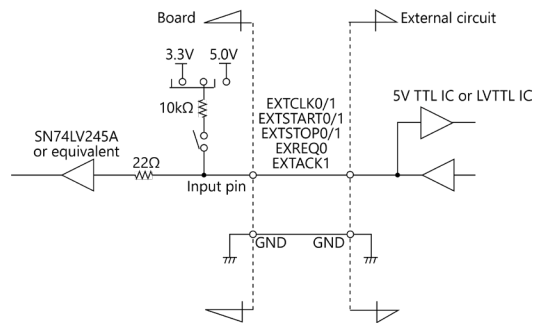 Board
External circuit
3.3V 5.0V
10kΩ
5V TTL IC or LVTTL IC
EXTCLK0/1
EXTSTART0/1
EXTSTOP0/1
EXREQ0
EXTACK1
SN74LV245A
or equivalent
22Ω
Input pin
GND GND